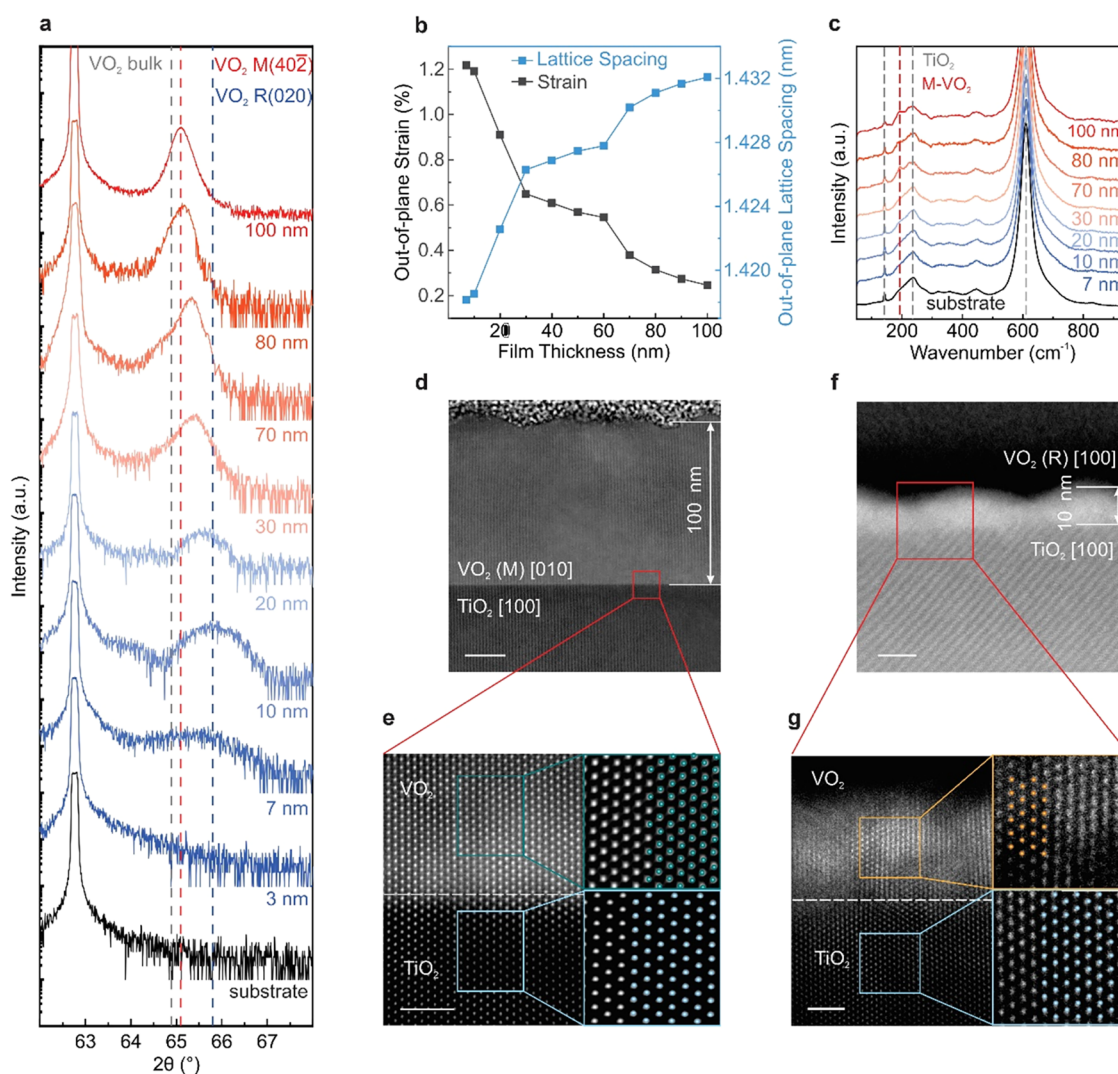 a
VO₂ bulk
VO₂ M(402̅)
VO₂ R(020)
100 nm
80 nm
70 nm
30 nm
20 nm
10 nm
7 nm
3 nm
substrate
Intensity (a.u.)
63 64 65 66 67
2θ (°)
b
Lattice Spacing
Strain
1.2
1.0
0.8
0.6
0.4
0.2
Out-of-plane Strain (%)
1.432
1.428
1.424
1.420
Out-of-plane Lattice Spacing (nm)
20 40 60 80 100
Film Thickness (nm)
c
TiO₂
M-VO₂
100 nm
80 nm
70 nm
30 nm
20 nm
10 nm
7 nm
substrate
Intensity (a.u.)
200 400 600 800
Wavenumber (cm⁻¹)
d
100 nm
VO₂ (M) [010]
TiO₂ [100]
f
VO₂ (R) [100]
10 nm
TiO₂ [100]
e
VO₂
TiO₂
g
VO₂
TiO₂